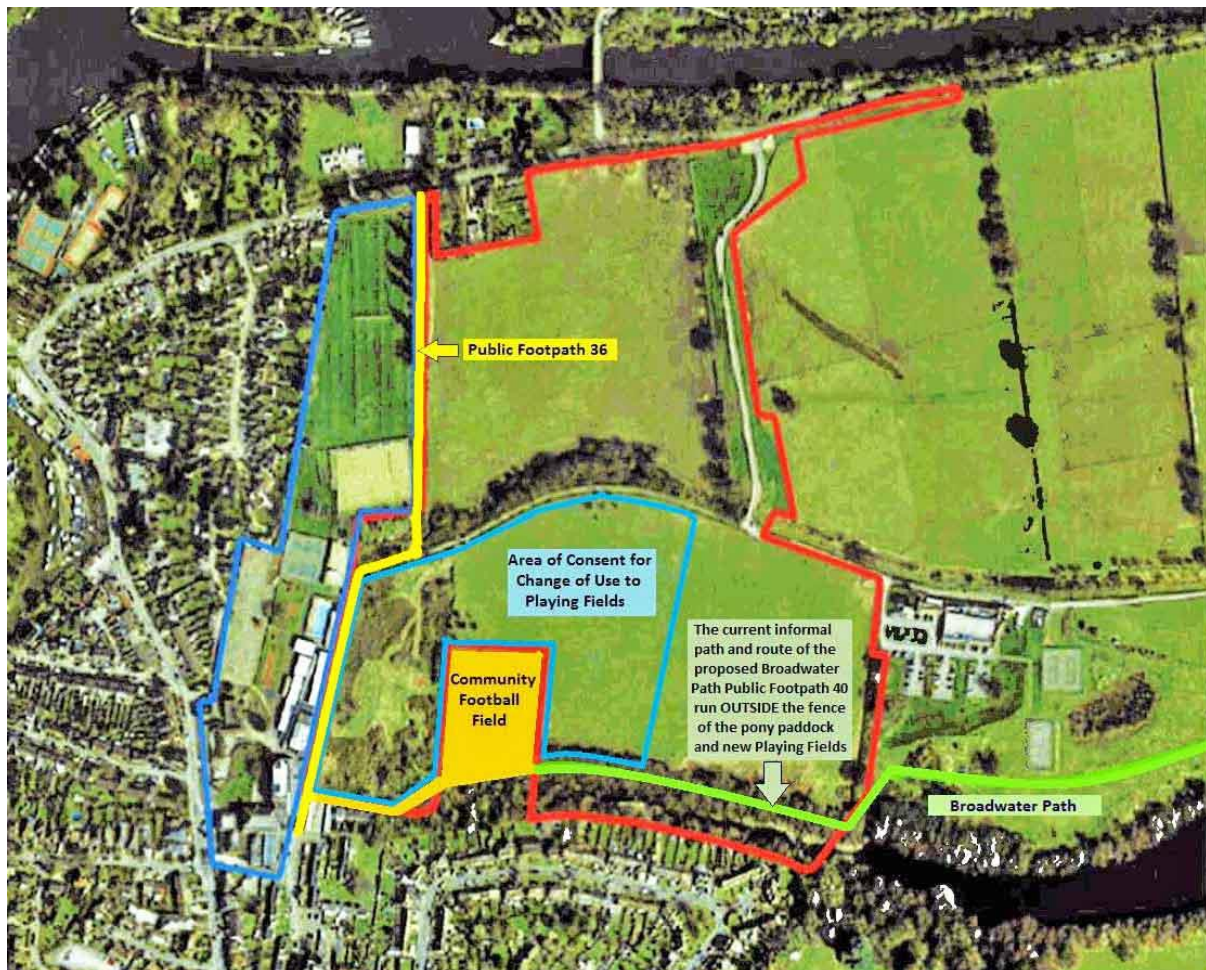 Public Footpath 36
Area of Consent for
Change of Use to
Playing Fields
The current informal
path and route of the
proposed Broadwater
Path Public Footpath 40
run OUTSIDE the fence
of the pony paddock
and new Playing Fields
Community
Football
Field
Broadwater Path